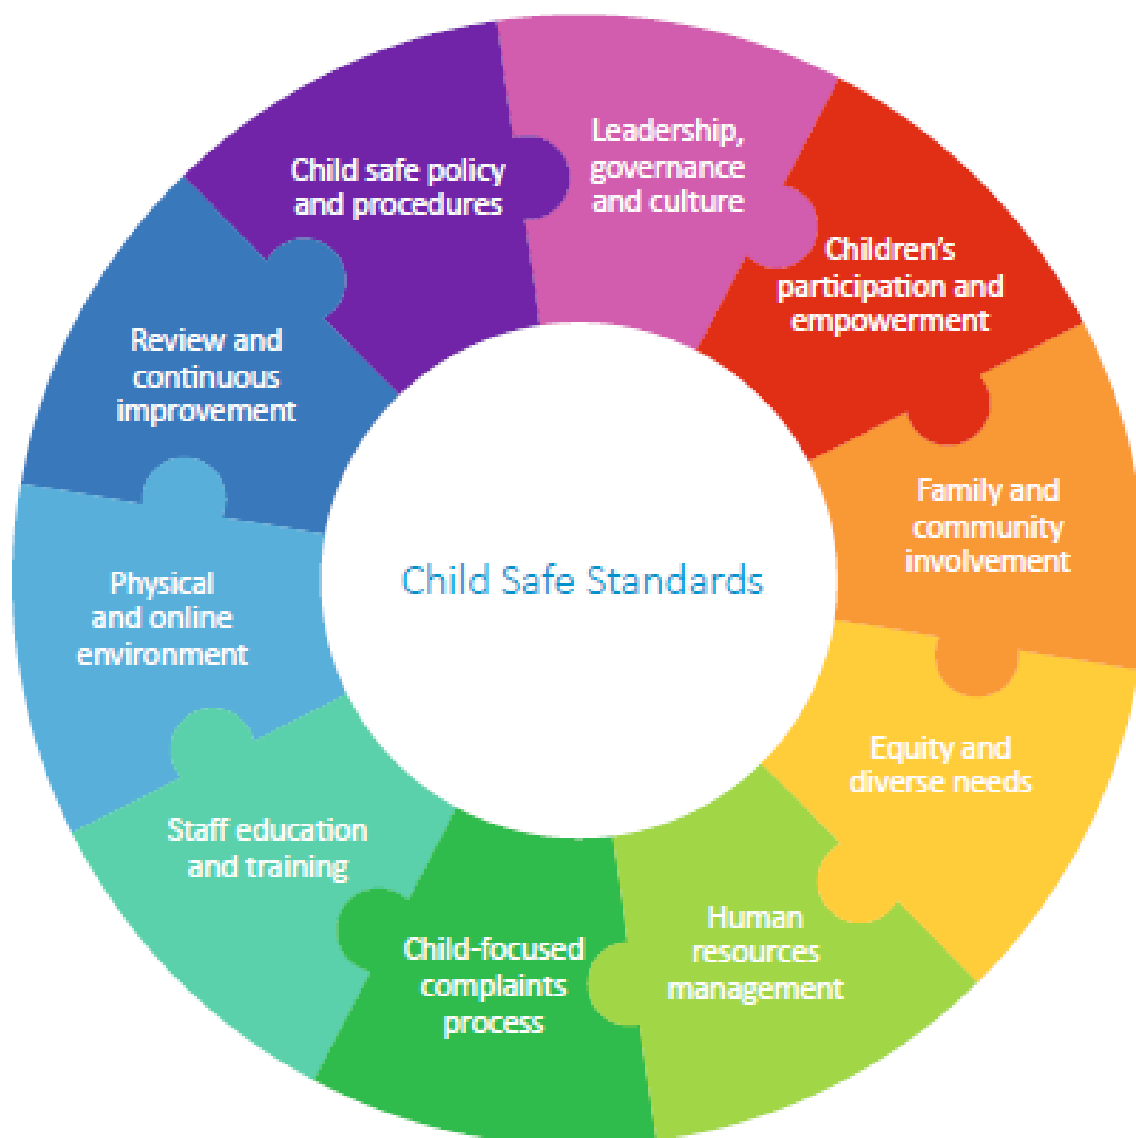 Leadership,
governance
and culture
Children’s
participation and
empowerment
Family and
community
involvement
Equity and
diverse needs
Human
resources
management
Child-focused
complaints
process
Staff education
and training
Physical
and online
environment
Review and
continuous
improvement
Child safe policy
and procedures
Child Safe Standards